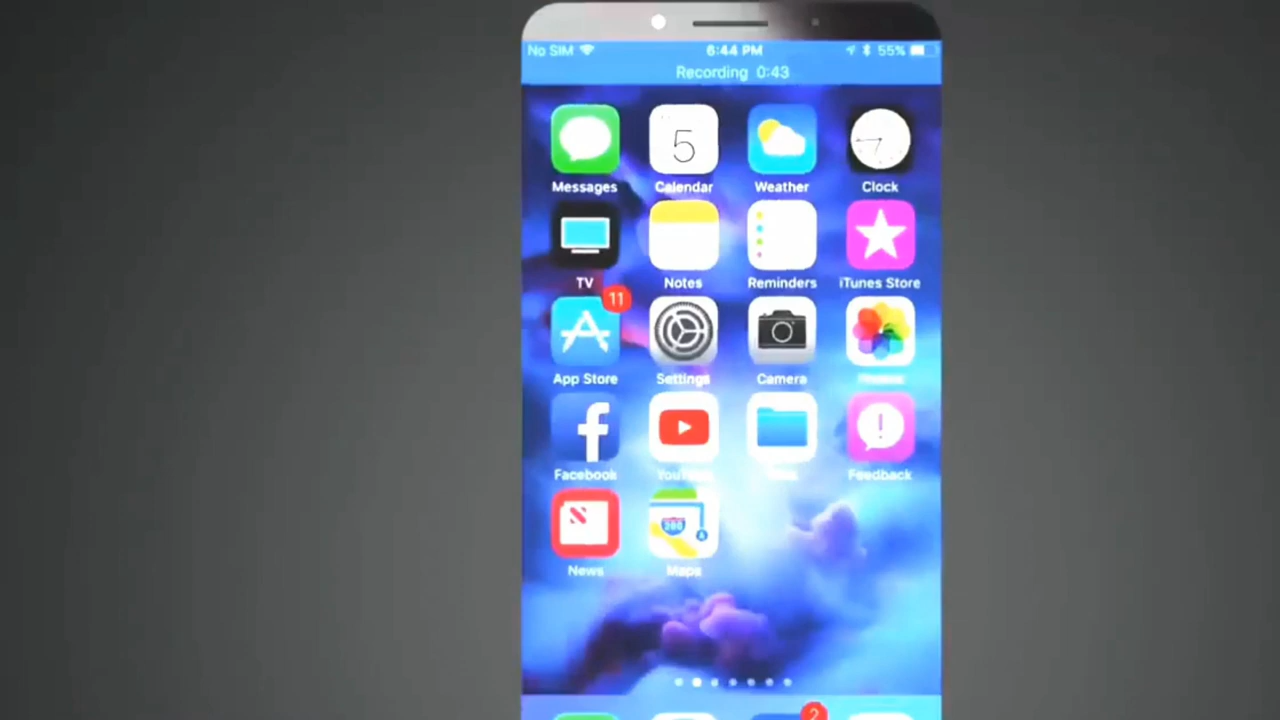 No SIM 6:44 PM 55%
Recording 0:43
5
Messages Calendar Weather Clock
TV Notes Reminders iTunes Store
11
App Store Settings Camera
Facebook Feedback
280
News Maps
2